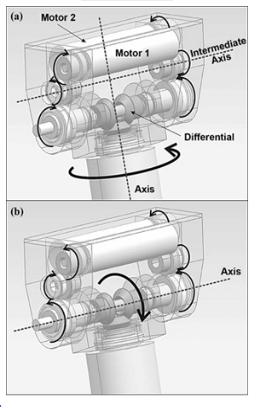 (a)
Motor 2
Motor 1
Intermediate
Axis
Differential
Axis
(b)
Axis